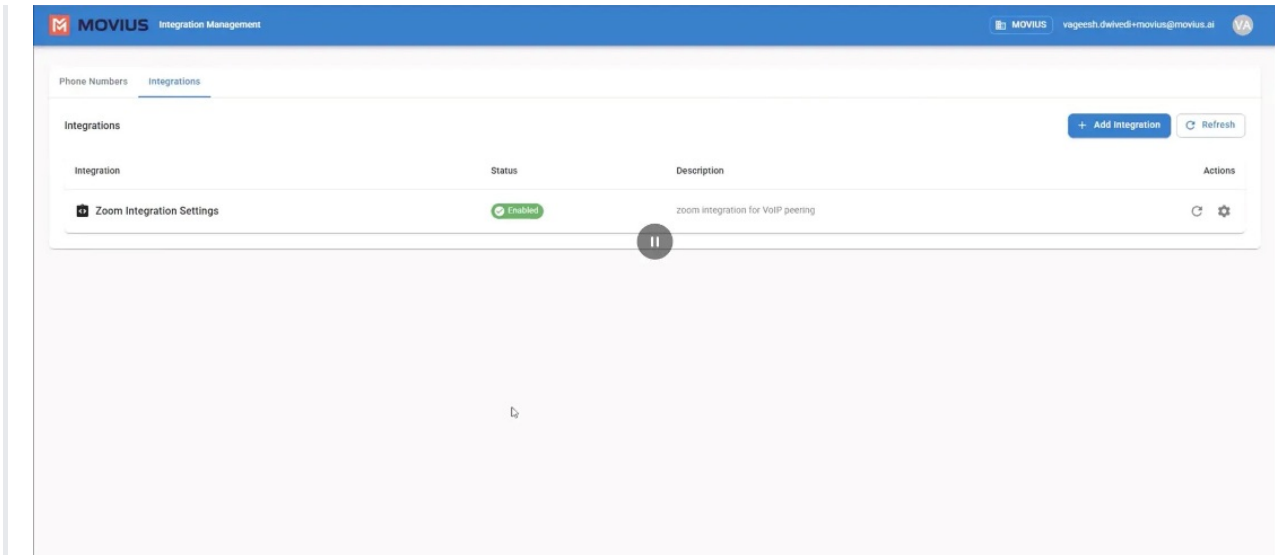 MOVIUS Integration Management MOVIUS vageesh.dwivedi+movius@movius.ai VA
Phone Numbers Integrations
Integrations + Add Integration Refresh
Integration Status Description Actions
Zoom Integration Settings Enabled zoom integration for VoIP peering